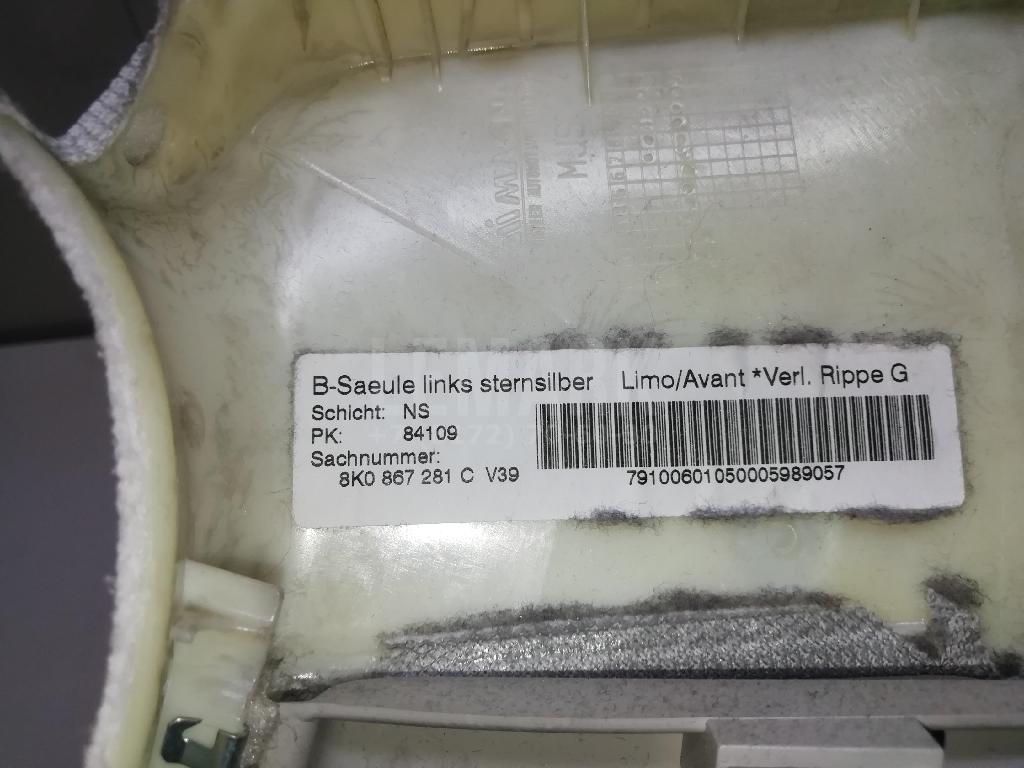 B-Saeule links sternsilber Limo/Avant *Verl. Rippe G
Schicht: NS
PK: 84109
Sachnummer:
8K0 867 281 C V39
79100601050005989057